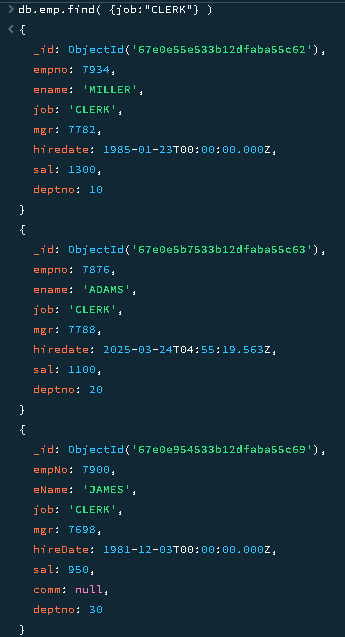 > db.emp.find( {job:"CLERK"} )
< {
_id: ObjectId('67e0e55e533b12dfaba55c62'),
empno: 7934,
ename: 'MILLER',
job: 'CLERK',
mgr: 7782,
hiredate: 1985-01-23T00:00:00.000Z,
sal: 1300,
deptno: 10
}
{
_id: ObjectId('67e0e5b7533b12dfaba55c63'),
empno: 7876,
ename: 'ADAMS',
job: 'CLERK',
mgr: 7788,
hiredate: 2025-03-24T04:55:19.563Z,
sal: 1100,
deptno: 20
}
{
_id: ObjectId('67e0e954533b12dfaba55c69'),
empNo: 7900,
eName: 'JAMES',
job: 'CLERK',
mgr: 7698,
hireDate: 1981-12-03T00:00:00.000Z,
sal: 950,
comm: null,
deptno: 30
}